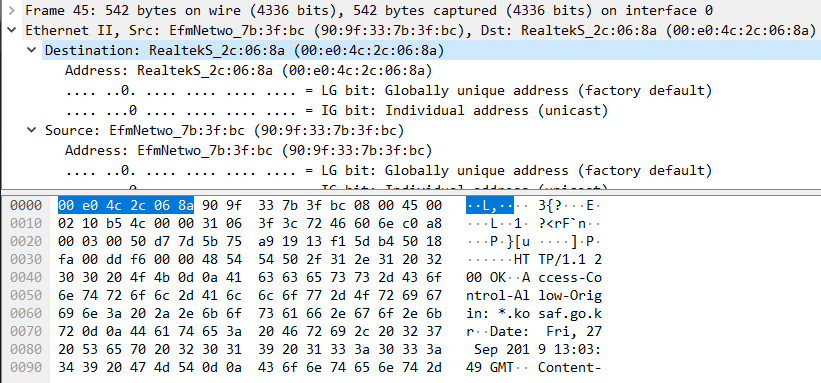 Frame 45: 542 bytes on wire (4336 bits), 542 bytes captured (4336 bits) on interface 0
Ethernet II, Src: EfmNetwo_7b:3f:bc (90:9f:33:7b:3f:bc), Dst: RealtekS_2c:06:8a (00:e0:4c:2c:06:8a)
Destination: RealtekS_2c:06:8a (00:e0:4c:2c:06:8a)
Address: RealtekS_2c:06:8a (00:e0:4c:2c:06:8a)
.... ..0. .... .... .... .... = LG bit: Globally unique address (factory default)
.... ...0 .... .... .... .... = IG bit: Individual address (unicast)
Source: EfmNetwo_7b:3f:bc (90:9f:33:7b:3f:bc)
Address: EfmNetwo_7b:3f:bc (90:9f:33:7b:3f:bc)
.... ..0. .... .... .... .... = LG bit: Globally unique address (factory default)
0000 00 e0 4c 2c 06 8a 90 9f 33 7b 3f bc 08 00 45 00 ··L,···· 3{?···E·
0010 02 10 b5 4c 00 00 31 06 3f 3c 72 46 60 6e c0 a8 ···L··1· ?<rF`n··
0020 00 03 00 50 d7 7d 5b 75 a9 19 13 f1 5d b4 50 18 ···P·}[u ····]·P·
0030 fa 00 dd f6 00 00 48 54 54 50 2f 31 2e 31 20 32 ······HT TP/1.1 2
0040 30 30 20 4f 4b 0d 0a 41 63 63 65 73 73 2d 43 6f 00 OK··A ccess-Co
0050 6e 74 72 6f 6c 2d 41 6c 6c 6f 77 2d 4f 72 69 67 ntrol-Al low-Orig
0060 69 6e 3a 20 2a 2e 6b 6f 73 61 66 2e 67 6f 2e 6b in: *.ko saf.go.k
0070 72 0d 0a 44 61 74 65 3a 20 46 72 69 2c 20 32 37 r··Date: Fri, 27
0080 20 53 65 70 20 32 30 31 39 20 31 33 3a 30 33 3a Sep 201 9 13:03:
0090 34 39 20 47 4d 54 0d 0a 43 6f 6e 74 65 6e 74 2d 49 GMT·· Content-